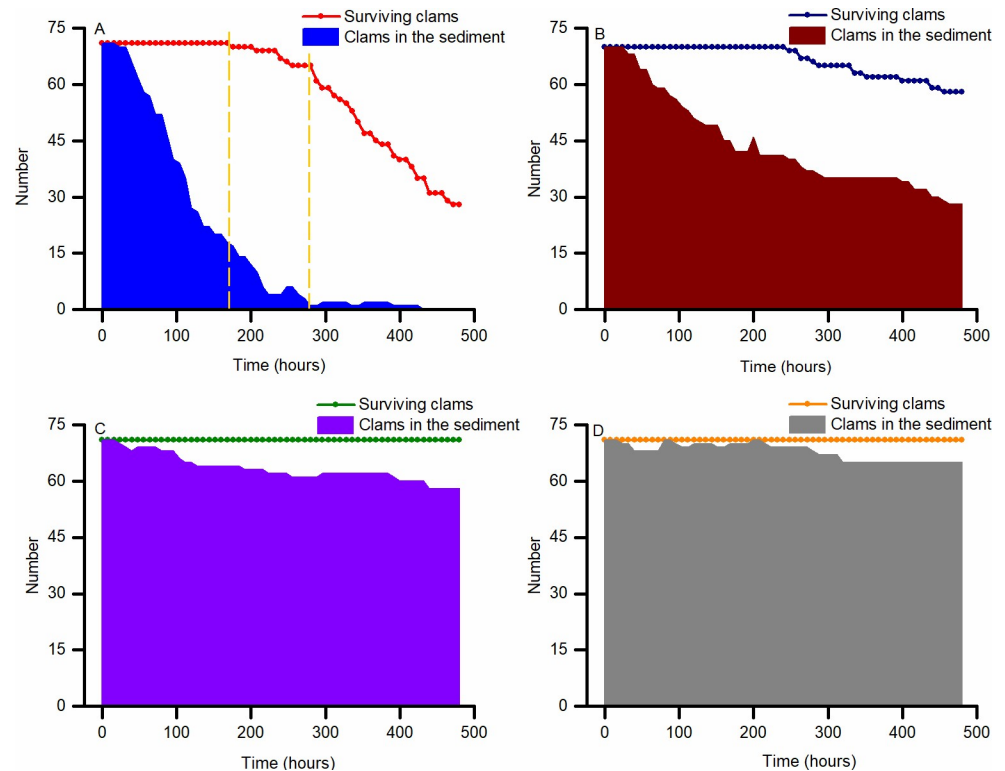 A
Surviving clams
Clams in the sediment
75
60
45
30
15
0
Number
0 100 200 300 400 500
Time (hours)
B
Surviving clams
Clams in the sediment
75
60
45
30
15
0
Number
0 100 200 300 400 500
Time (hours)
C
Surviving clams
Clams in the sediment
75
60
45
30
15
0
Number
0 100 200 300 400 500
Time (hours)
D
Surviving clams
Clams in the sediment
75
60
45
30
15
0
Number
0 100 200 300 400 500
Time (hours)